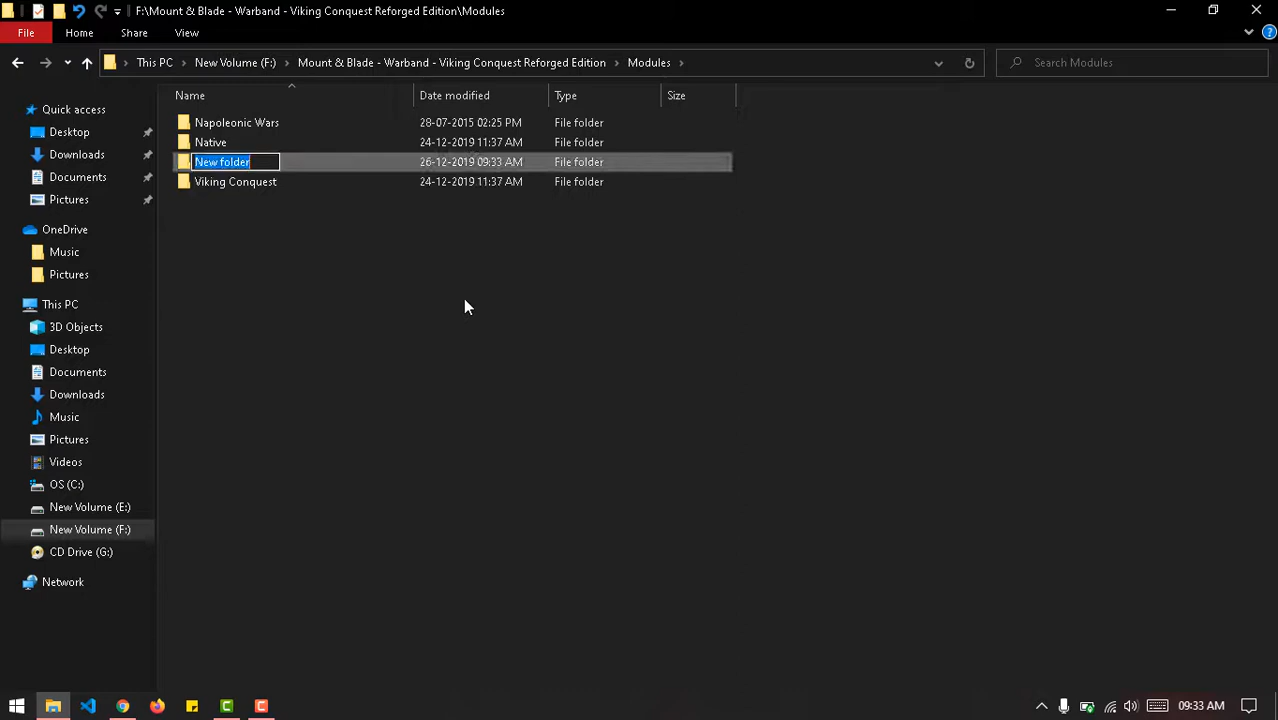 F:\Mount & Blade - Warband - Viking Conquest Reforged Edition\Modules
File Home Share View
This PC New Volume (F:) Mount & Blade - Warband - Viking Conquest Reforged Edition Modules Search Modules
Name Date modified Type Size
Quick access
Desktop
Downloads
Documents
Pictures
OneDrive
Music
Pictures
This PC
3D Objects
Desktop
Documents
Downloads
Music
Pictures
Videos
OS (C:)
New Volume (E:)
New Volume (F:)
CD Drive (G:)
Network
Napoleonic Wars 28-07-2015 02:25 PM File folder
Native 24-12-2019 11:37 AM File folder
New folder 26-12-2019 09:33 AM File folder
Viking Conquest 24-12-2019 11:37 AM File folder
09:33 AM